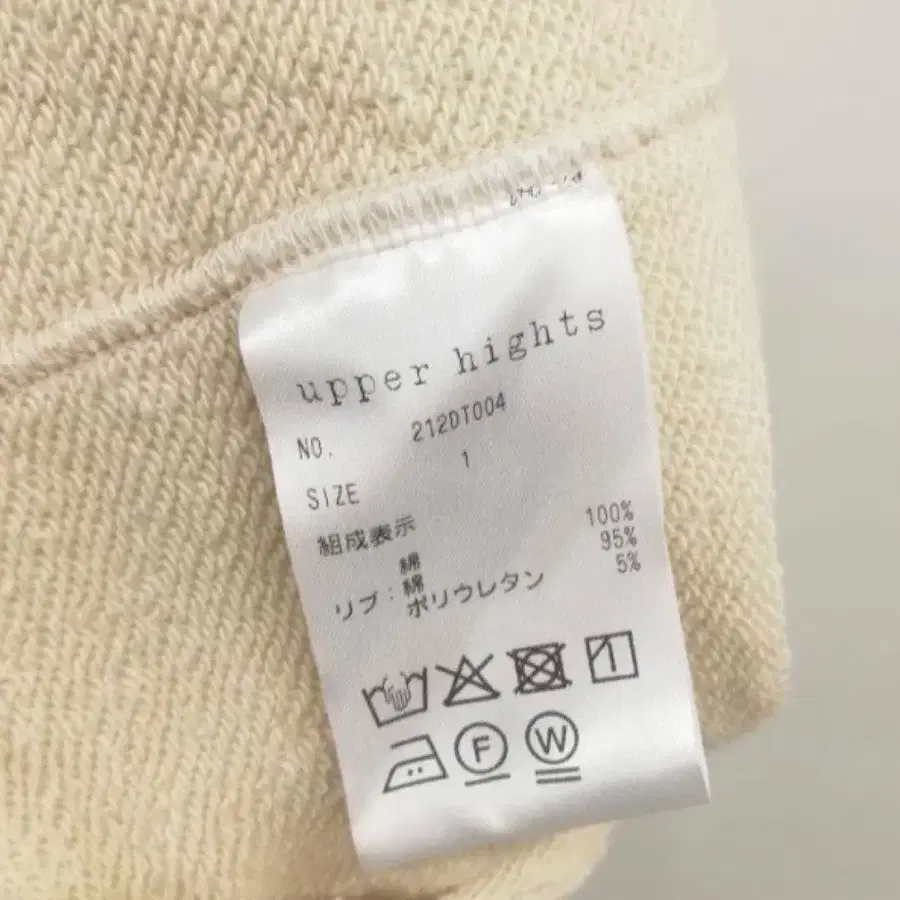 upper hights
NO. 212DT004
SIZE 1
組成表示
綿 100%
リブ:綿 95%
ポリウレタン 5%
F W